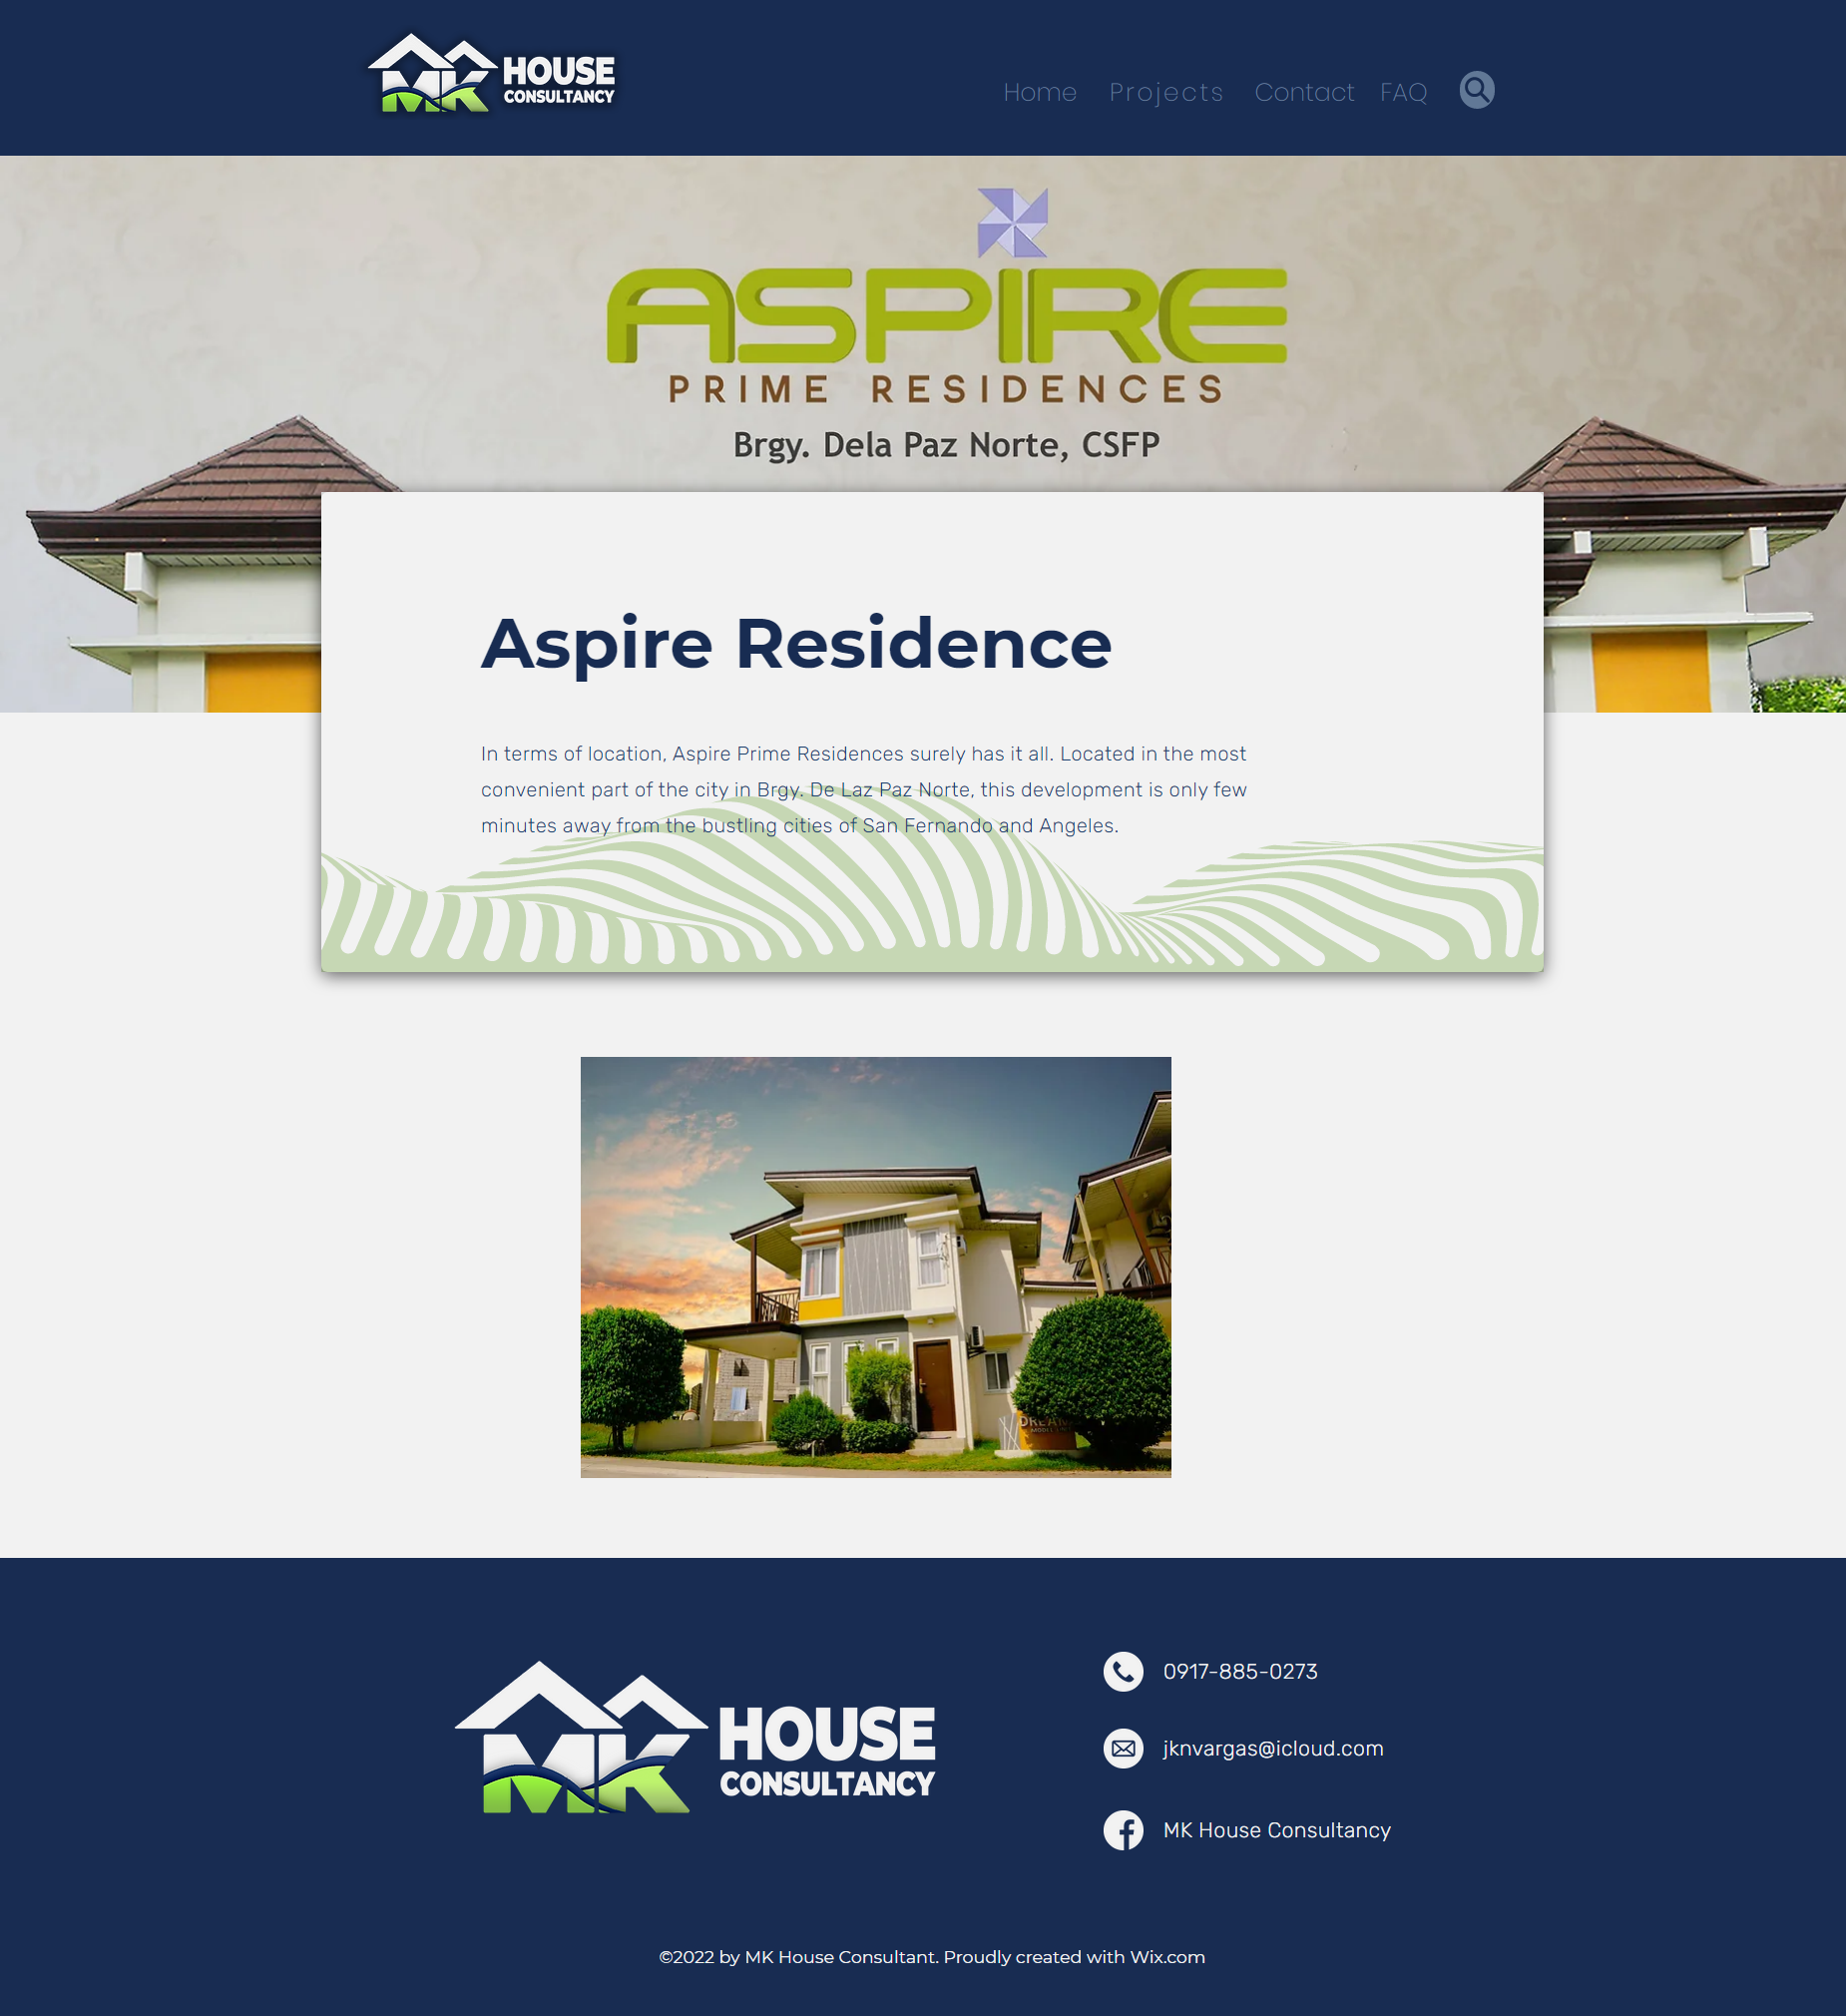 MK HOUSE
CONSULTANCY
Home Projects Contact FAQ
ASPIRE
PRIME RESIDENCES
Brgy. Dela Paz Norte, CSFP
Aspire Residence
In terms of location, Aspire Prime Residences surely has it all. Located in the most
convenient part of the city in Brgy. De Laz Paz Norte, this development is only few
minutes away from the bustling cities of San Fernando and Angeles.
MK HOUSE
CONSULTANCY
0917-885-0273
jknvargas@icloud.com
MK House Consultancy
©2022 by MK House Consultant. Proudly created with Wix.com